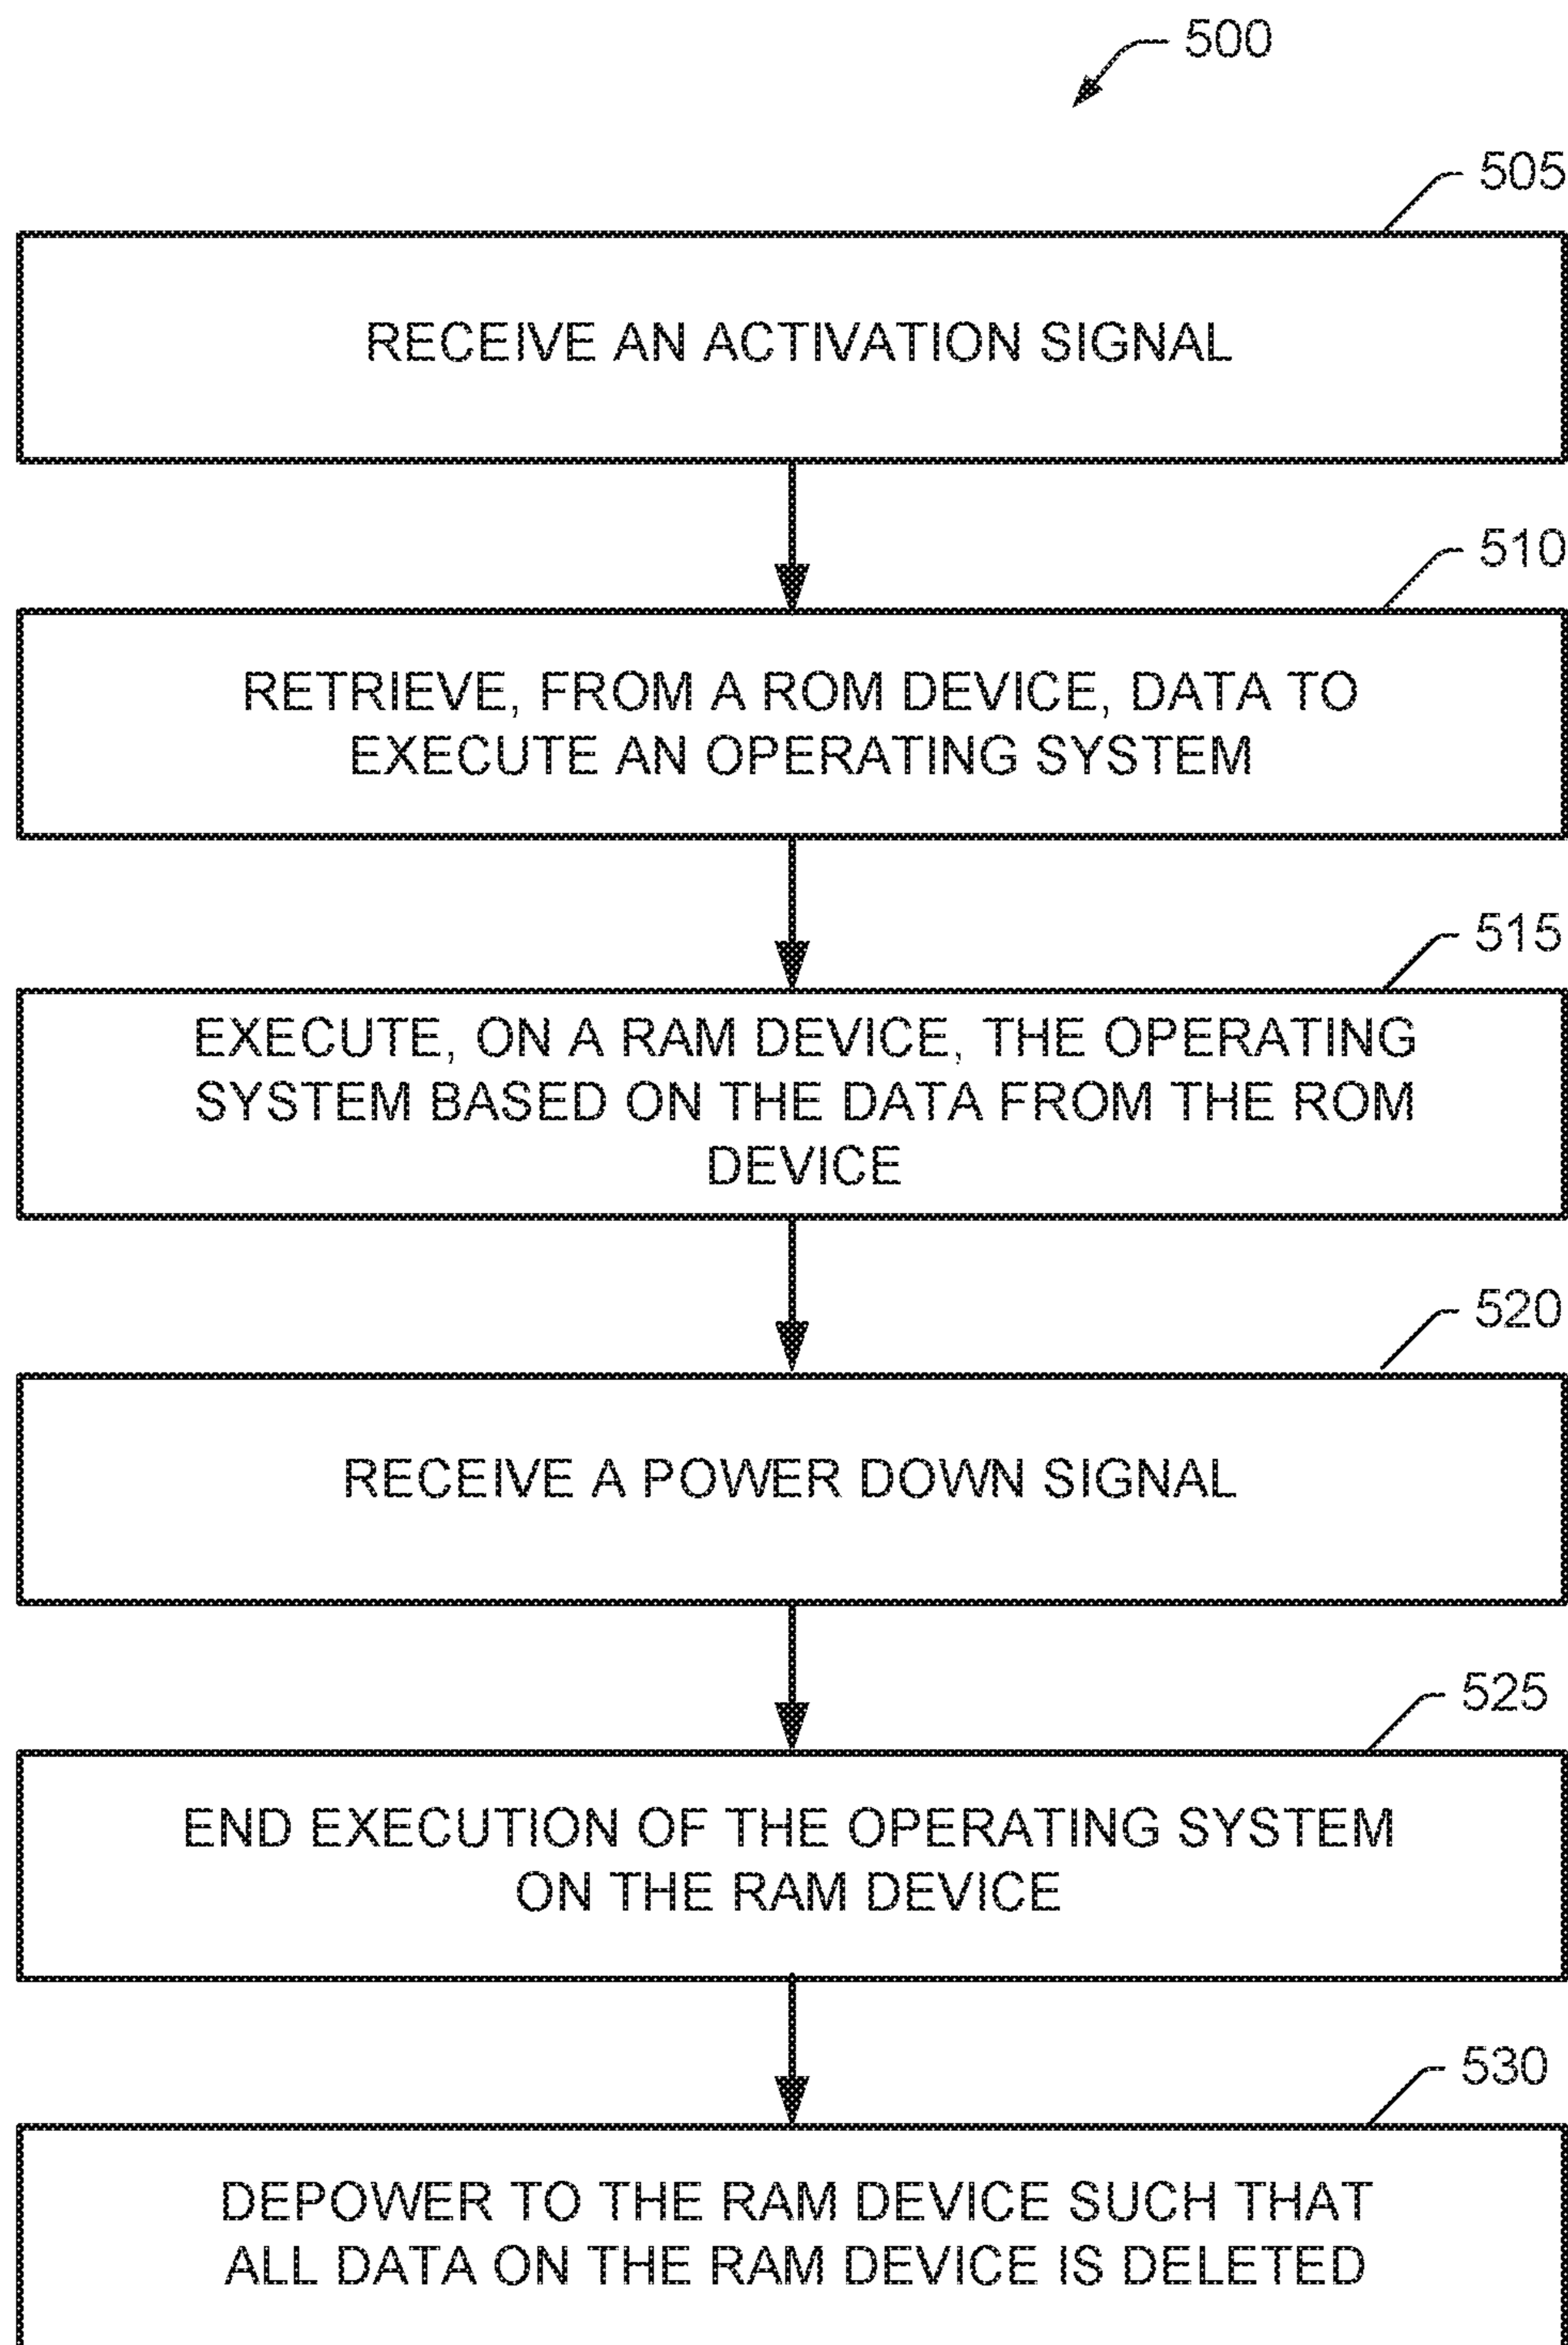 500
505
RECEIVE AN ACTIVATION SIGNAL
510
RETRIEVE, FROM A ROM DEVICE, DATA TO
EXECUTE AN OPERATING SYSTEM
515
EXECUTE, ON A RAM DEVICE, THE OPERATING
SYSTEM BASED ON THE DATA FROM THE ROM
DEVICE
520
RECEIVE A POWER DOWN SIGNAL
525
END EXECUTION OF THE OPERATING SYSTEM
ON THE RAM DEVICE
530
DEPOWER TO THE RAM DEVICE SUCH THAT
ALL DATA ON THE RAM DEVICE IS DELETED